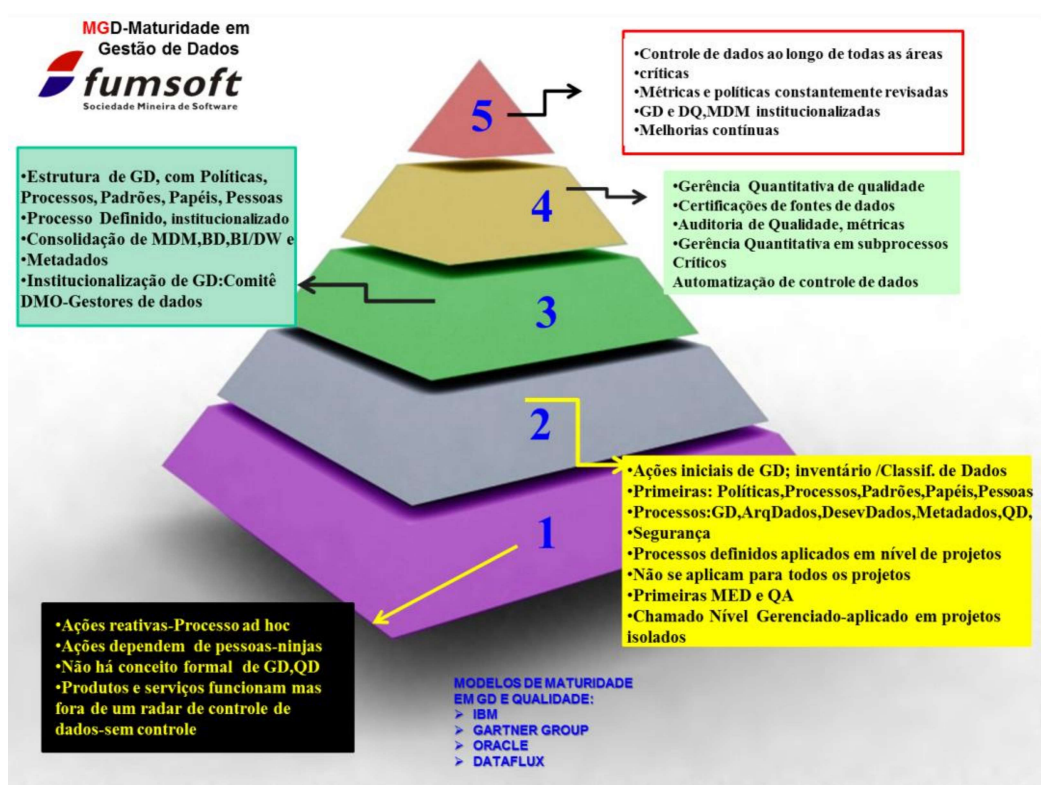 MGD-Maturidade em
Gestão de Dados
fumsoft
Sociedade Mineira de Software
5
•Controle de dados ao longo de todas as áreas
•críticas
•Métricas e políticas constantemente revisadas
•GD e DQ,MDM institucionalizadas
•Melhorias contínuas
•Estrutura de GD, com Políticas,
Processos, Padrões, Papéis, Pessoas
•Processo Definido, institucionalizado
•Consolidação de MDM,BD,BI/DW e
•Metadados
•Institucionalização de GD:Comitê
DMO-Gestores de dados
4
•Gerência Quantitativa de qualidade
•Certificações de fontes de dados
•Auditoria de Qualidade, métricas
•Gerência Quantitativa em subprocessos
Críticos
Automatização de controle de dados
3
2
•Ações iniciais de GD; inventário /Classif. de Dados
•Primeiras: Políticas,Processos,Padrões,Papéis,Pessoas
•Processos:GD,ArqDados,DesevDados,Metadados,QD,
•Segurança
•Processos definidos aplicados em nível de projetos
•Não se aplicam para todos os projetos
•Primeiras MED e QA
•Chamado Nível Gerenciado-aplicado em projetos
isolados
1
•Ações reativas-Processo ad hoc
•Ações dependem de pessoas-ninjas
•Não há conceito formal de GD,QD
•Produtos e serviços funcionam mas
fora de um radar de controle de
dados-sem controle
MODELOS DE MATURIDADE
EM GD E QUALIDADE:
➢ IBM
➢ GARTNER GROUP
➢ ORACLE
➢ DATAFLUX